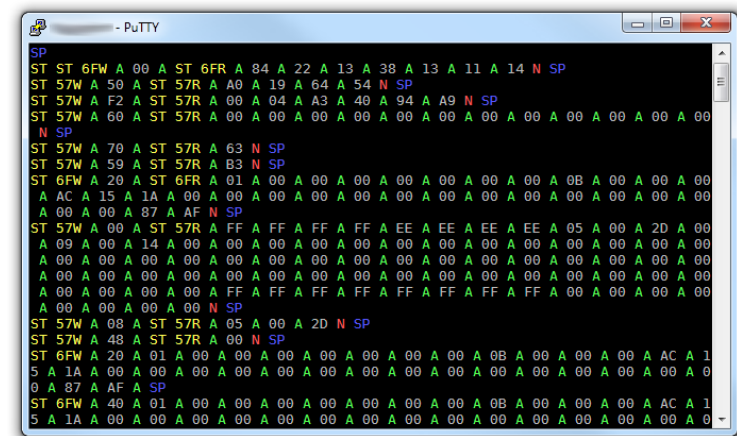 - PuTTY
SP
ST ST 6FW A 00 A ST 6FR A 84 A 22 A 13 A 38 A 13 A 11 A 14 N SP
ST 57W A 50 A ST 57R A A0 A 19 A 64 A 54 N SP
ST 57W A F2 A ST 57R A 00 A 04 A A3 A 40 A 94 A A9 N SP
ST 57W A 60 A ST 57R A 00 A 00 A 00 A 00 A 00 A 00 A 00 A 00 A 00 A 00 A 00
N SP
ST 57W A 70 A ST 57R A 63 N SP
ST 57W A 59 A ST 57R A B3 N SP
ST 6FW A 20 A ST 6FR A 01 A 00 A 00 A 00 A 00 A 00 A 00 A 0B A 00 A 00 A 00
A AC A 15 A 1A A 00 A 00 A 00 A 00 A 00 A 00 A 00 A 00 A 00 A 00 A 00 A 00
A 00 A 00 A 87 A AF N SP
ST 57W A 00 A ST 57R A FF A FF A FF A FF A EE A EE A EE A EE A 05 A 00 A 2D A 00
A 09 A 00 A 14 A 00 A 00 A 00 A 00 A 00 A 00 A 00 A 00 A 00 A 00 A 00 A 00
A 00 A 00 A 00 A 00 A 00 A 00 A 00 A 00 A 00 A 00 A 00 A 00 A 00 A 00 A 00
A 00 A 00 A 00 A 00 A 00 A 00 A 00 A 00 A 00 A 00 A 00 A 00 A 00 A 00 A 00
A 00 A 00 A 00 A 00 A FF A FF A FF A FF A FF A FF A FF A 00 A 00 A 00 A 00
A 00 A 00 A 00 A 00 N SP
ST 57W A 08 A ST 57R A 05 A 00 A 2D N SP
ST 57W A 48 A ST 57R A 00 N SP
ST 6FW A 20 A 01 A 00 A 00 A 00 A 00 A 00 A 00 A 0B A 00 A 00 A 00 A AC A 1
5 A 1A A 00 A 00 A 00 A 00 A 00 A 00 A 00 A 00 A 00 A 00 A 00 A 00 A 00 A 0
0 A 87 A AF A SP
ST 6FW A 40 A 01 A 00 A 00 A 00 A 00 A 00 A 00 A 0B A 00 A 00 A 00 A AC A 1
5 A 1A A 00 A 00 A 00 A 00 A 00 A 00 A 00 A 00 A 00 A 00 A 00 A 00 A 00 A 0